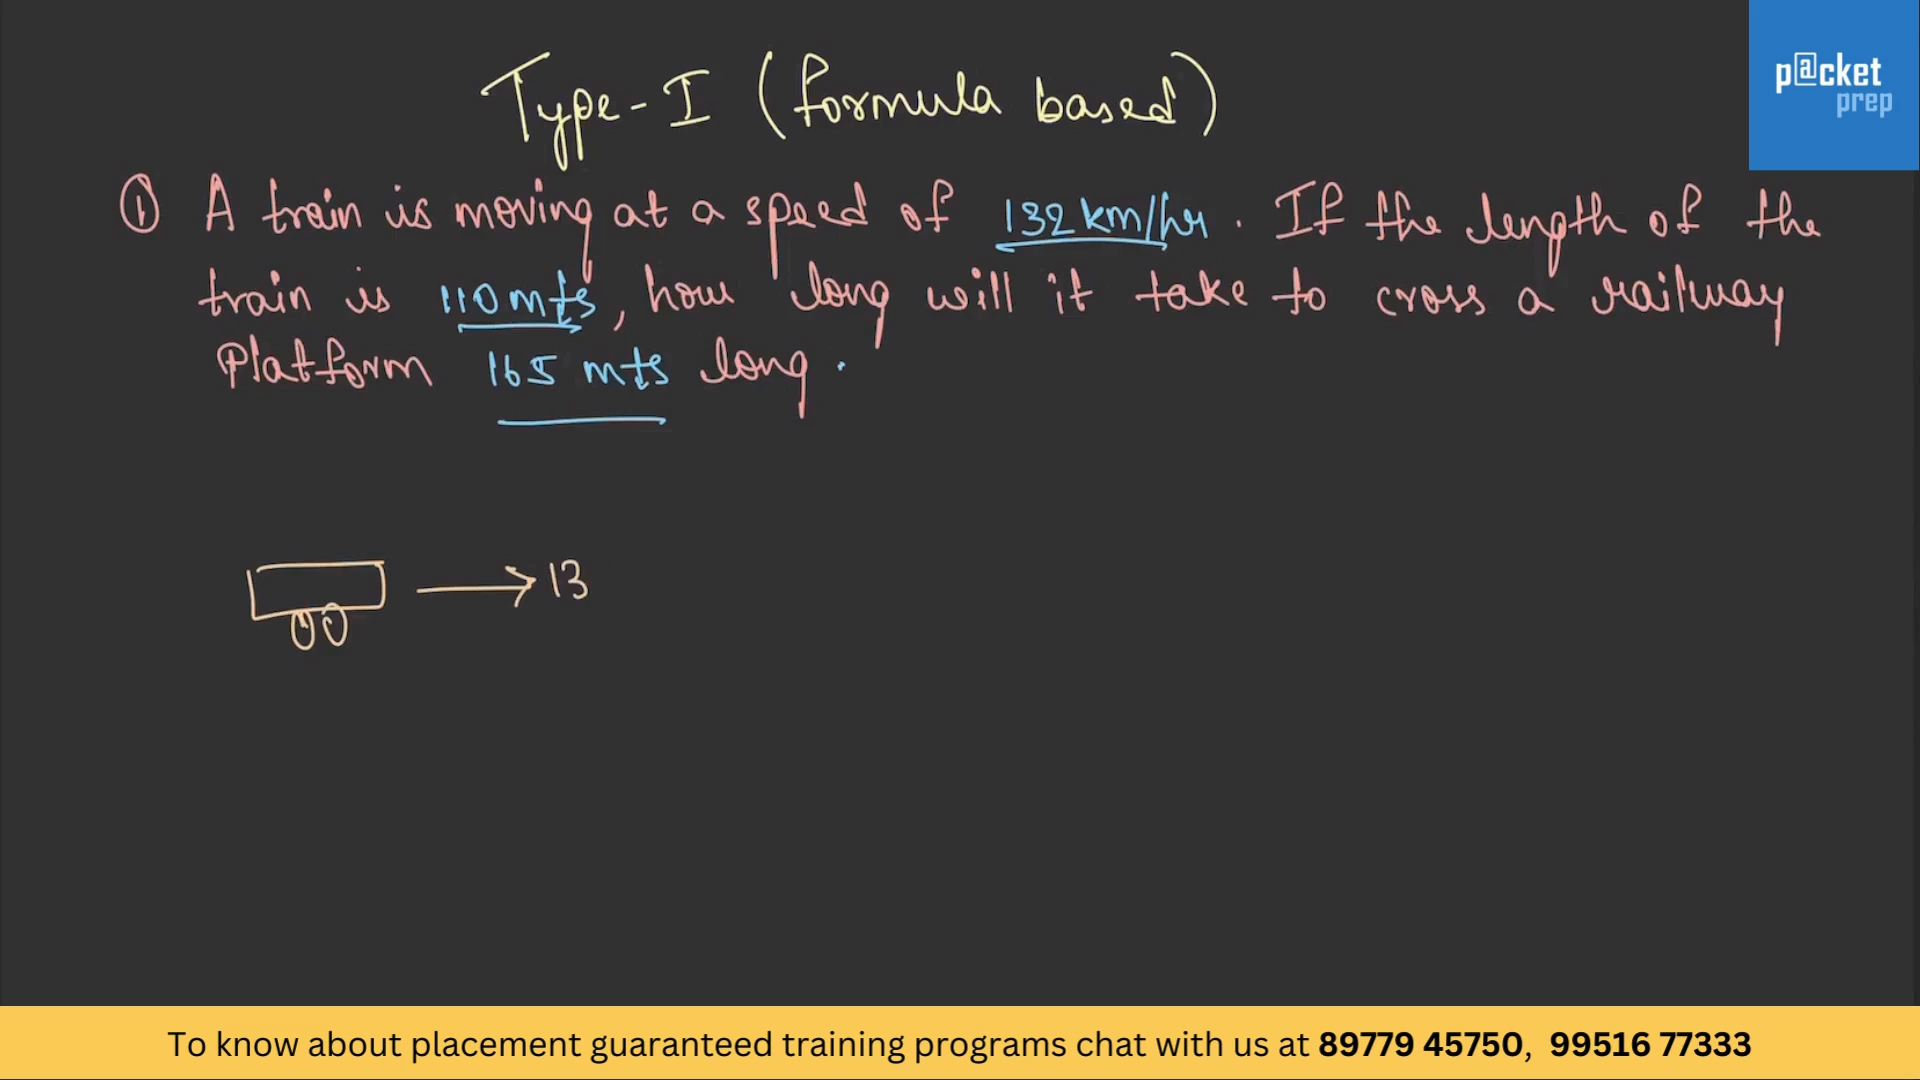 Type-I (formula based)
p@cket
prep
① A train is moving at a speed of 132 km/hr. If the length of the
train is 110 mts, how long will it take to cross a railway
Platform 165 mts long.
13
To know about placement guaranteed training programs chat with us at 89779 45750, 99516 77333